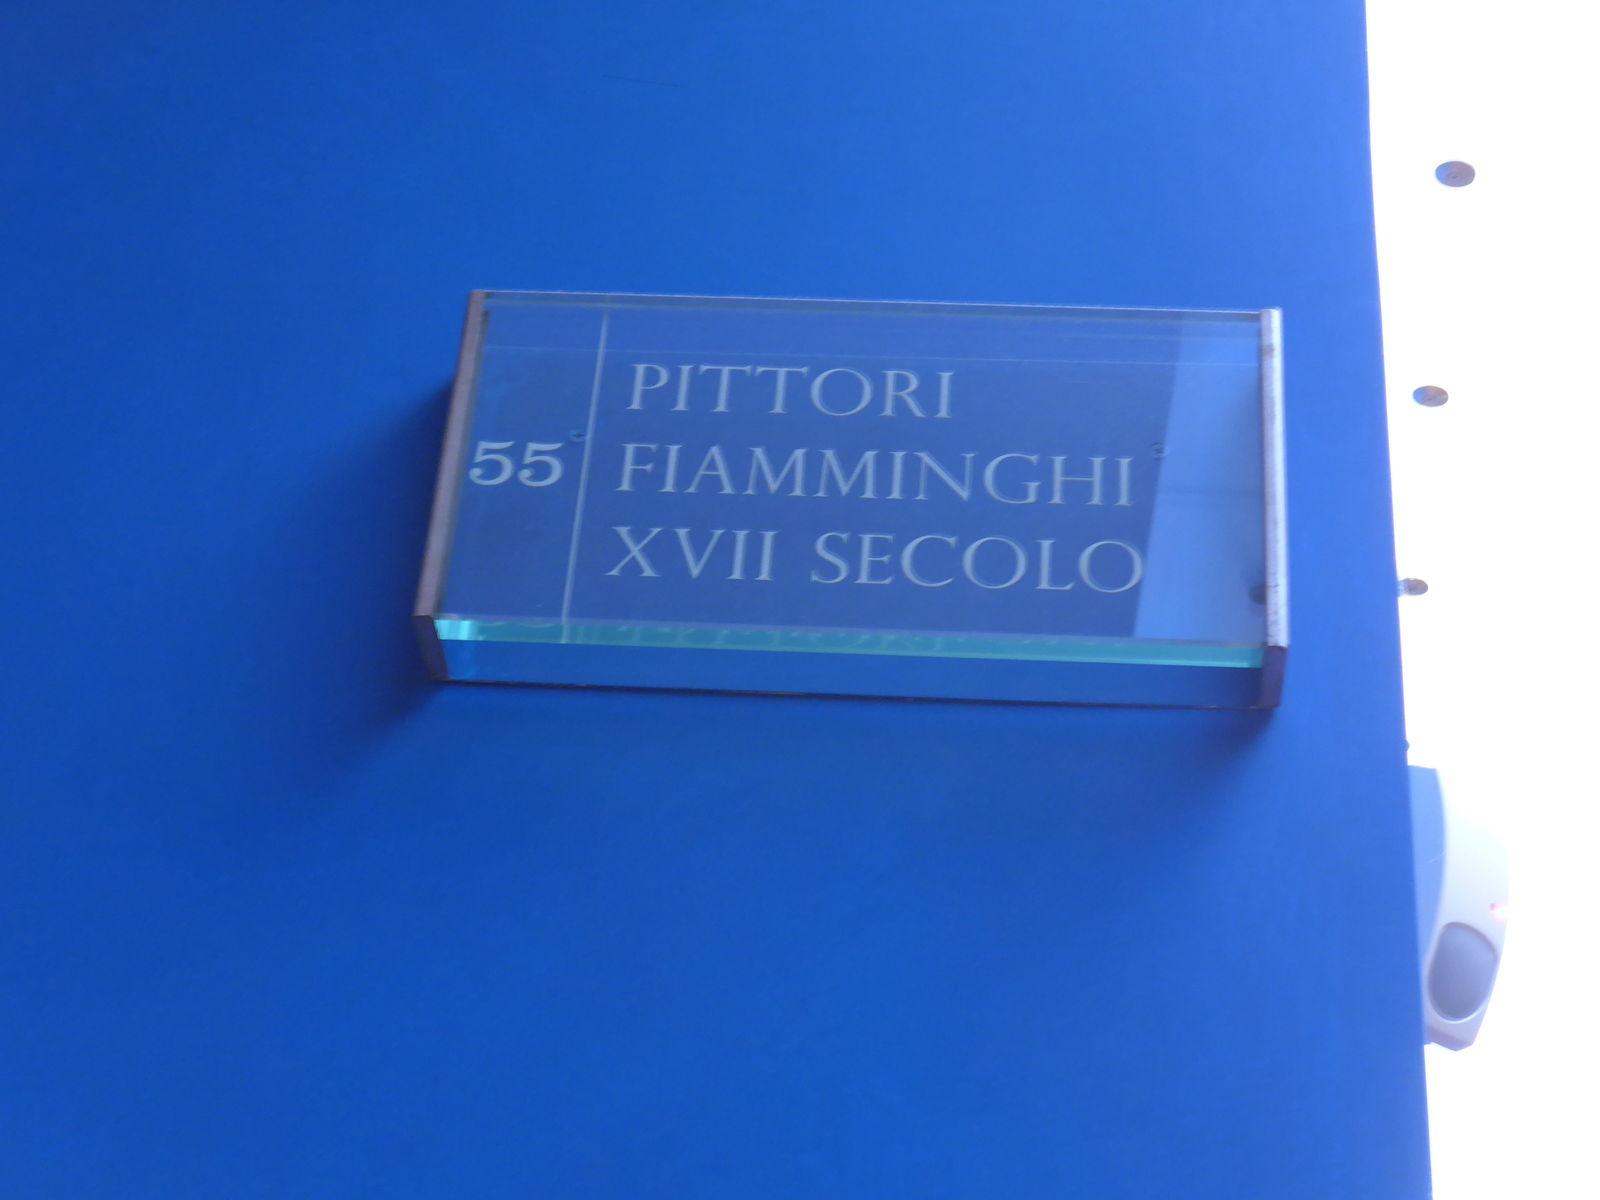 55
PITTORI
FIAMMINGHI
XVII SECOLO